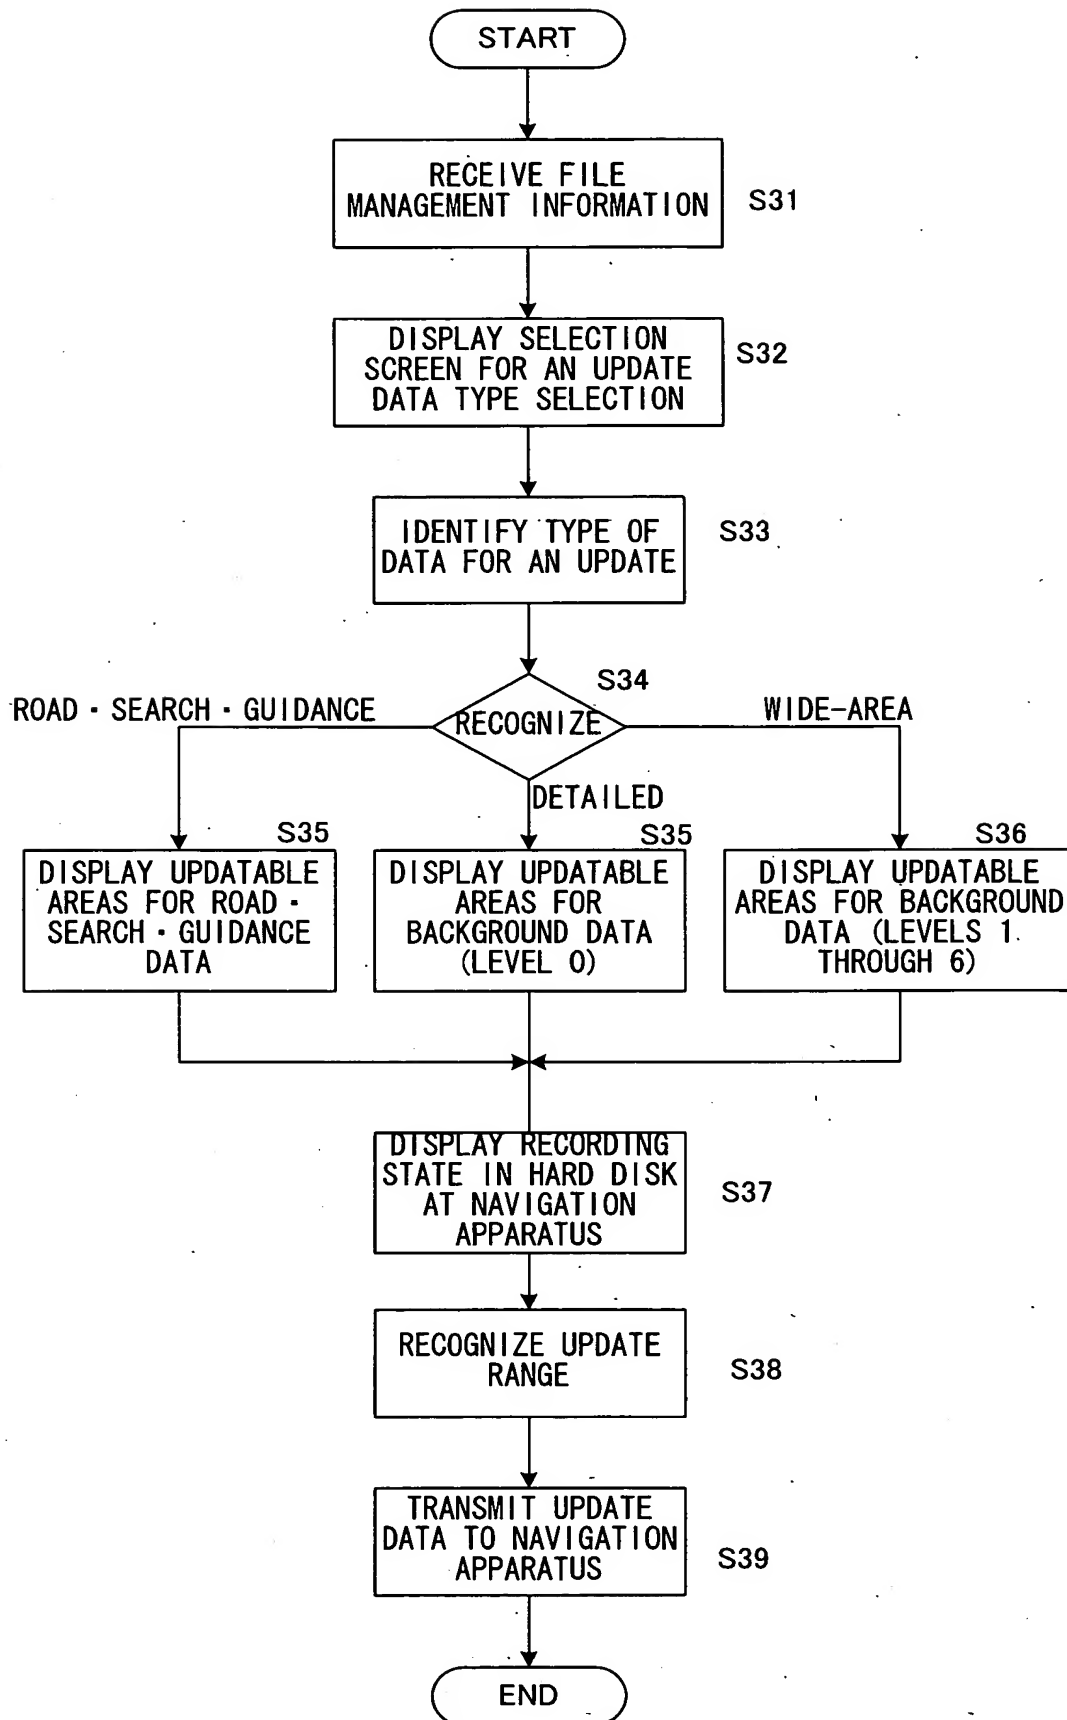 START
RECEIVE FILE
MANAGEMENT INFORMATION
S31
DISPLAY SELECTION
SCREEN FOR AN UPDATE
DATA TYPE SELECTION
S32
IDENTIFY TYPE OF
DATA FOR AN UPDATE
S33
S34
ROAD・SEARCH・GUIDANCE
RECOGNIZE
WIDE-AREA
DETAILED
S35
DISPLAY UPDATABLE
AREAS FOR ROAD・
SEARCH・GUIDANCE
DATA
S35
DISPLAY UPDATABLE
AREAS FOR
BACKGROUND DATA
(LEVEL 0)
S36
DISPLAY UPDATABLE
AREAS FOR BACKGROUND
DATA (LEVELS 1
THROUGH 6)
DISPLAY RECORDING
STATE IN HARD DISK
AT NAVIGATION
APPARATUS
S37
RECOGNIZE UPDATE
RANGE
S38
TRANSMIT UPDATE
DATA TO NAVIGATION
APPARATUS
S39
END